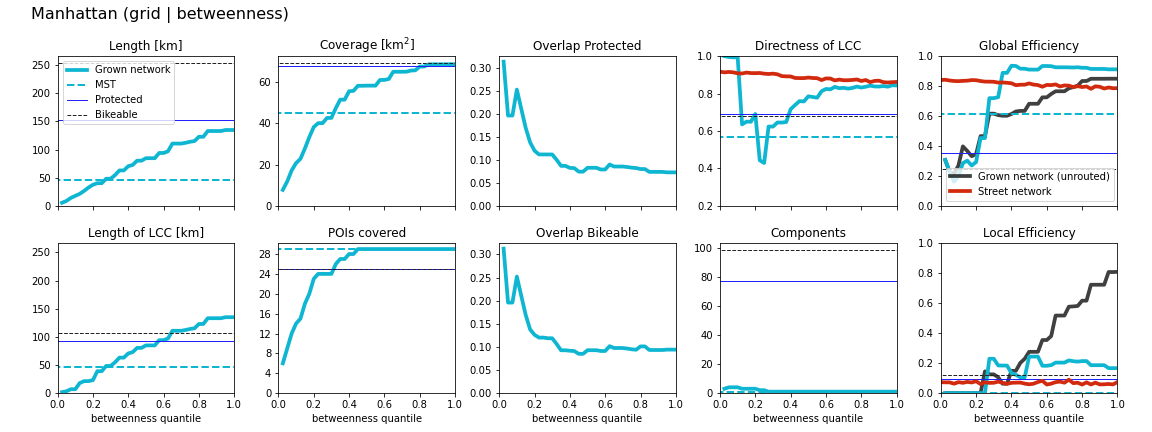 Manhattan (grid | betweenness)
Length [km]
250
200
150
100
50
0
Grown network
MST
Protected
Bikeable
Coverage [km²]
60
40
20
0
Overlap Protected
0.30
0.25
0.20
0.15
0.10
0.05
0.00
Directness of LCC
1.0
0.8
0.6
0.4
0.2
Global Efficiency
1.0
0.8
0.6
0.4
0.2
0.0
Grown network (unrouted)
Street network
Length of LCC [km]
250
200
150
100
50
0
0.0 0.2 0.4 0.6 0.8 1.0
betweenness quantile
POIs covered
28
24
20
16
12
8
4
0
0.0 0.2 0.4 0.6 0.8 1.0
betweenness quantile
Overlap Bikeable
0.30
0.25
0.20
0.15
0.10
0.05
0.00
0.0 0.2 0.4 0.6 0.8 1.0
betweenness quantile
Components
100
80
60
40
20
0
0.0 0.2 0.4 0.6 0.8 1.0
betweenness quantile
Local Efficiency
1.0
0.8
0.6
0.4
0.2
0.0
0.0 0.2 0.4 0.6 0.8 1.0
betweenness quantile